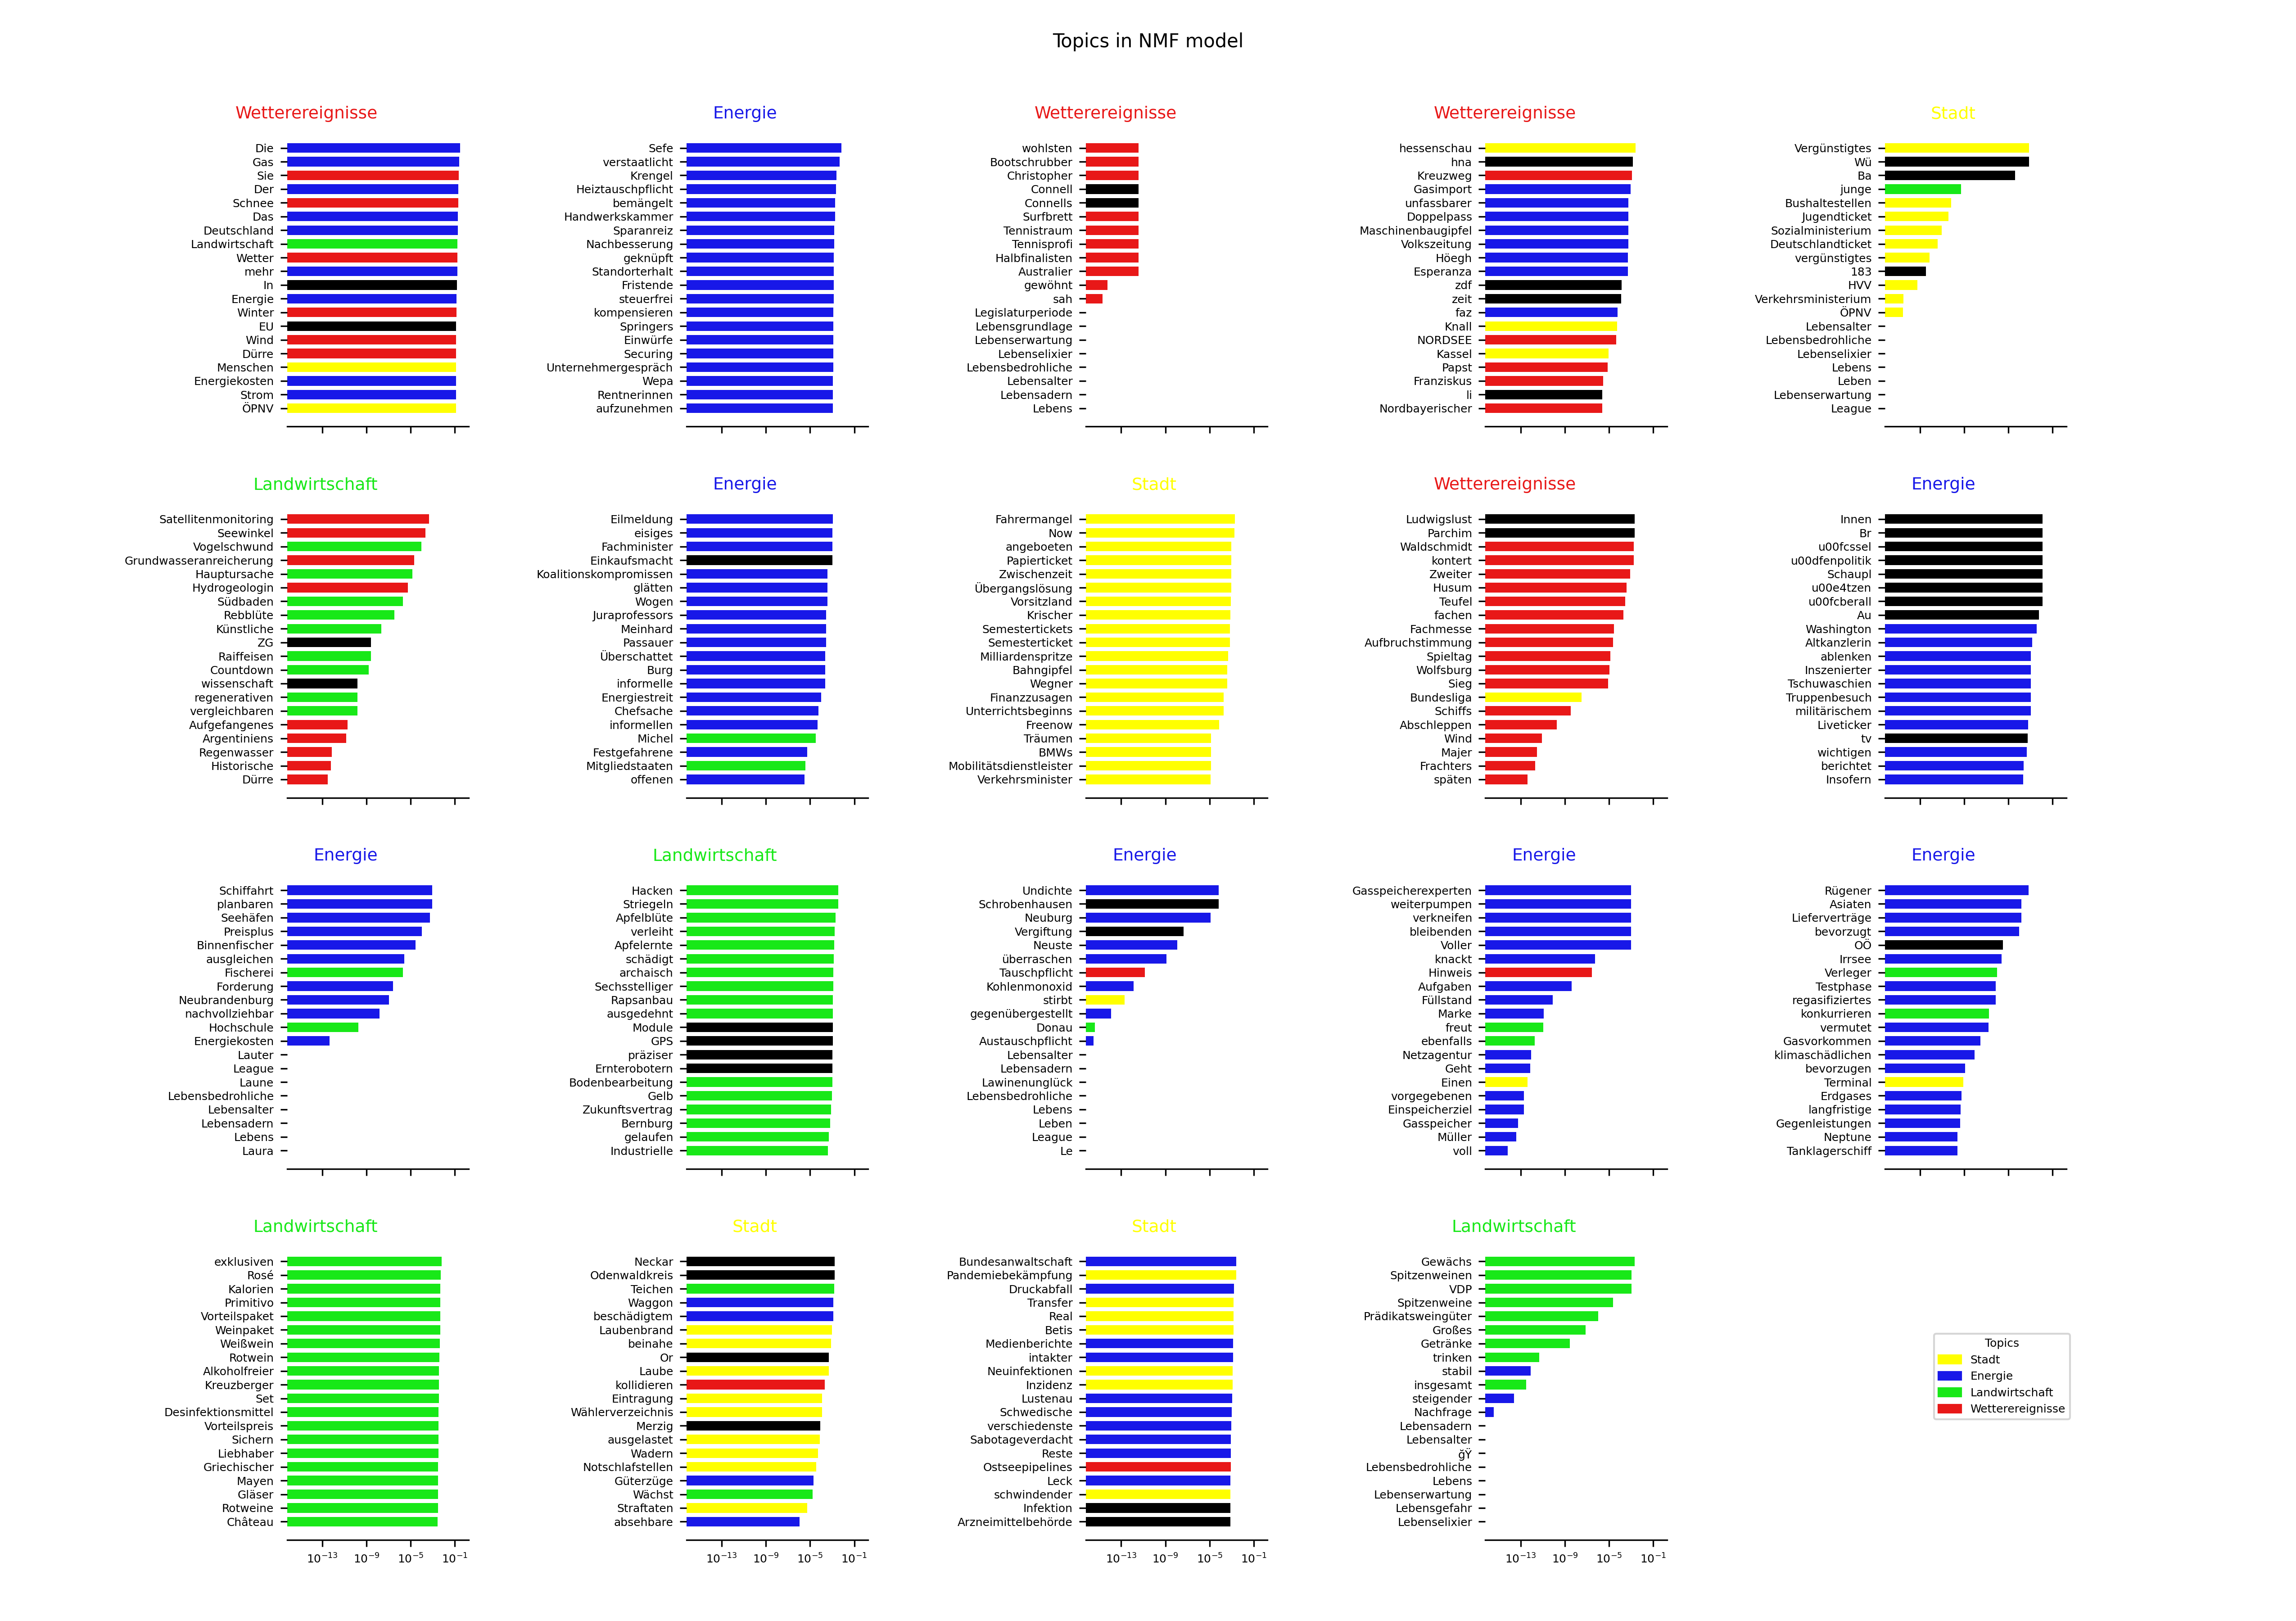 Topics in NMF model
Wetterereignisse
Die
Gas
Sie
Der
Schnee
Das
Deutschland
Landwirtschaft
Wetter
mehr
In
Energie
Winter
EU
Wind
Dürre
Menschen
Energiekosten
Strom
ÖPNV
Energie
Sefe
verstaatlicht
Krengel
Heiztauschpflicht
bemängelt
Handwerkskammer
Sparanreiz
Nachbesserung
geknüpft
Standorterhalt
Fristende
steuerfrei
kompensieren
Springers
Einwürfe
Securing
Unternehmergespräch
Wepa
Rentnerinnen
aufzunehmen
Wetterereignisse
wohlsten
Bootschrubber
Christopher
Connell
Connells
Surfbrett
Tennistraum
Tennisprofi
Halbfinalisten
Australier
gewöhnt
sah
Legislaturperiode
Lebensgrundlage
Lebenserwartung
Lebenselixier
Lebensbedrohliche
Lebensalter
Lebensadern
Lebens
Wetterereignisse
hessenschau
hna
Kreuzweg
Gasimport
unfassbarer
Doppelpass
Maschinenbaugipfel
Volkszeitung
Höegh
Esperanza
zdf
zeit
faz
Knall
NORDSEE
Kassel
Papst
Franziskus
li
Nordbayerischer
Stadt
Vergünstigtes
Wü
Ba
junge
Bushaltestellen
Jugendticket
Sozialministerium
Deutschlandticket
vergünstigtes
183
HVV
Verkehrsministerium
ÖPNV
Lebensalter
Lebensbedrohliche
Lebenselixier
Lebens
Leben
Lebenserwartung
League
Landwirtschaft
Satellitenmonitoring
Seewinkel
Vogelschwund
Grundwasseranreicherung
Hauptursache
Hydrogeologin
Südbaden
Rebblüte
Künstliche
ZG
Raiffeisen
Countdown
wissenschaft
regenerativen
vergleichbaren
Aufgefangenes
Argentiniens
Regenwasser
Historische
Dürre
Energie
Eilmeldung
eisiges
Fachminister
Einkaufsmacht
Koalitionskompromissen
glätten
Wogen
Juraprofessors
Meinhard
Passauer
Überschattet
Burg
informelle
Energiestreit
Chefsache
informellen
Michel
Festgefahrene
Mitgliedstaaten
offenen
Stadt
Fahrermangel
Now
angeboten
Papierticket
Zwischenzeit
Übergangslösung
Vorsitzland
Krischer
Semestertickets
Semesterticket
Milliardenspritze
Bahngipfel
Wegner
Finanzzusagen
Unterrichtsbeginns
Freenow
Träumen
BMWs
Mobilitätsdienstleister
Verkehrsminister
Wetterereignisse
Ludwigslust
Parchim
Waldschmidt
kontert
Zweiter
Husum
Teufel
fachen
Fachmesse
Aufbruchstimmung
Spieltag
Wolfsburg
Sieg
Bundesliga
Schiffs
Abschleppen
Wind
Majer
Frachters
späten
Energie
Innen
Br
u00fcssel
u00dfenpolitik
Schaupl
u00e4tzen
u00fcberall
Au
Washington
Altkanzlerin
ablenken
Inszenierter
Tschuwaschien
Truppenbesuch
militärischem
Liveticker
tv
wichtigen
berichtet
Insofern
Energie
Schiffahrt
planbaren
Seehäfen
Preisplus
Binnenfischer
ausgleichen
Fischerei
Forderung
Neubrandenburg
nachvollziehbar
Hochschule
Energiekosten
Lauter
League
Laune
Lebensbedrohliche
Lebensalter
Lebensadern
Lebens
Laura
Landwirtschaft
Hacken
Striegeln
Apfelblüte
verleiht
Apfelernte
schädigt
archaisch
Sechsstelliger
Rapsanbau
ausgedehnt
Module
GPS
präziser
Ernterobotern
Bodenbearbeitung
Gelb
Zukunftsvertrag
Bernburg
gelaufen
Industrielle
Energie
Undichte
Schrobenhausen
Neuburg
Vergiftung
Neuste
überraschen
Tauschpflicht
Kohlenmonoxid
stirbt
gegenübergestellt
Donau
Austauschpflicht
Lebensalter
Lebensadern
Lawinenunglück
Lebensbedrohliche
Lebens
Leben
League
Le
Energie
Gasspeicherexperten
weiterpumpen
verkneifen
bleibenden
Voller
knackt
Hinweis
Aufgaben
Füllstand
Marke
freut
ebenfalls
Netzagentur
Geht
Einen
vorgegebenen
Einspeicherziel
Gasspeicher
Müller
voll
Energie
Rügener
Asiaten
Lieferverträge
bevorzugt
OÖ
Irrsee
Verleger
Testphase
regasifiziertes
konkurrieren
vermutet
Gasvorkommen
klimaschädlichen
bevorzugen
Terminal
Erdgases
langfristige
Gegenleistungen
Neptune
Tanklagerschiff
Landwirtschaft
exklusiven
Rosé
Kalorien
Primitivo
Vorteilspaket
Weinpaket
Weißwein
Rotwein
Alkoholfreier
Kreuzberger
Set
Desinfektionsmittel
Vorteilspreis
Sichern
Liebhaber
Griechischer
Mayen
Gläser
Rotweine
Château
10⁻¹³ 10⁻⁹ 10⁻⁵ 10⁻¹
Stadt
Neckar
Odenwaldkreis
Teichen
Waggon
beschädigtem
Laubenbrand
beinahe
Or
Laube
kollidieren
Eintragung
Wählerverzeichnis
Merzig
ausgelastet
Wadern
Notschlafstellen
Güterzüge
Wächst
Straftaten
absehbare
10⁻¹³ 10⁻⁹ 10⁻⁵ 10⁻¹
Stadt
Bundesanwaltschaft
Pandemiebekämpfung
Druckabfall
Transfer
Real
Betis
Medienberichte
intakter
Neuinfektionen
Inzidenz
Lustenau
Schwedische
verschiedenste
Sabotageverdacht
Reste
Ostseepipelines
Leck
schwindender
Infektion
Arzneimittelbehörde
10⁻¹³ 10⁻⁹ 10⁻⁵ 10⁻¹
Landwirtschaft
Gewächs
Spitzenweinen
VDP
Spitzenweine
Prädikatsweingüter
Großes
Getränke
trinken
stabil
insgesamt
steigender
Nachfrage
Lebensadern
Lebensalter
ğŸ
Lebensbedrohliche
Lebens
Lebenserwartung
Lebensgefahr
Lebenselixier
10⁻¹³ 10⁻⁹ 10⁻⁵ 10⁻¹
Topics
Stadt
Energie
Landwirtschaft
Wetterereignisse